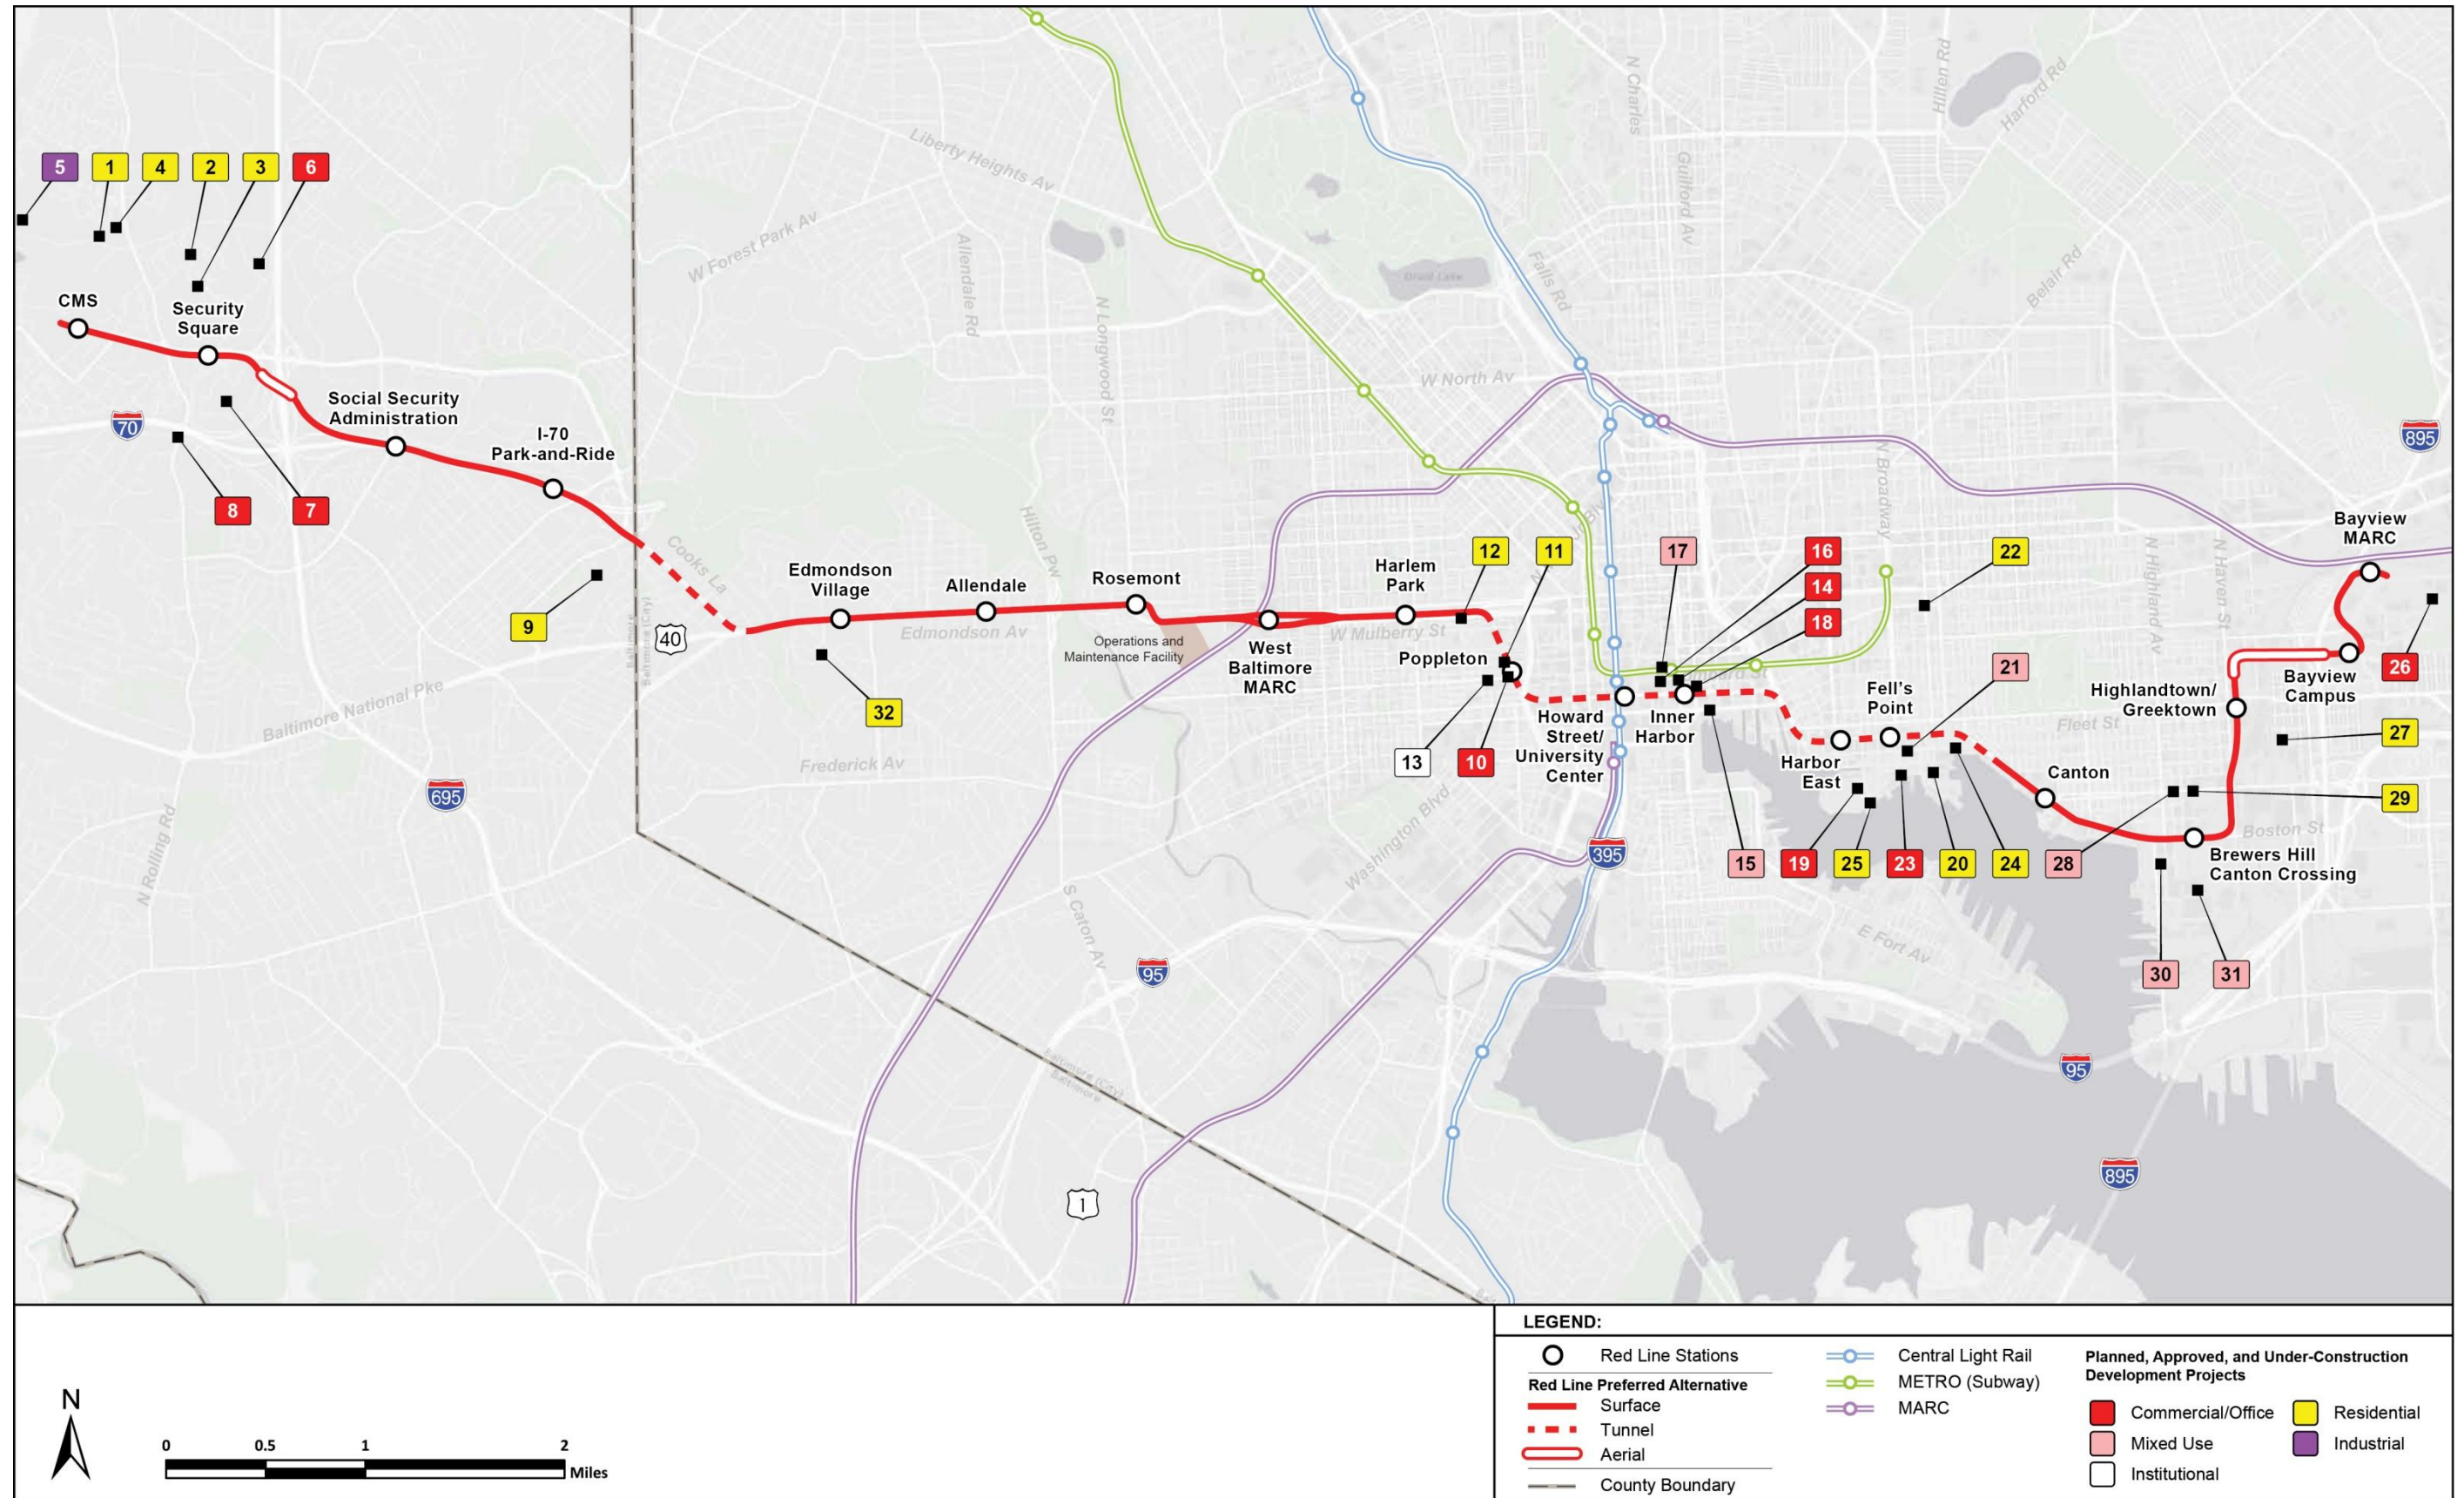 N Charles
Hillen Rd
Harford Rd
Liberty Heights Av
Guilford Av
5
1
4
2
3
6
W Forest Park Av
Allendale Rd
N Longwood St
Druid Lake
Falls Rd
Belair Rd
CMS
Security
Square
W North Av
Social Security
Administration
70
I-70
Park-and-Ride
895
8
7
N Broadway
Hilton Pw
Cooks La
Bayview
MARC
N Highland Av
N Haven St
12
11
17
16
22
14
18
Edmondson
Village
Allendale
Rosemont
Harlem
Park
9
40
Baltimore
Baltimore (City)
Edmondson Av
Operations and
Maintenance Facility
W Mulberry St
West
Baltimore
MARC
Poppleton
21
26
Bayview
Campus
Highlandtown/
Greektown
Fell's
Point
32
Baltimore National Pke
Fleet St
Howard
Street/
University
Center
Inner
Harbor
27
13
10
Frederick Av
Harbor
East
Canton
695
29
N Rolling Rd
Washington Blvd
Boston St
395
15
19
25
23
20
24
28
Brewers Hill
Canton Crossing
S Caton Av
E Fort Av
95
30
31
Baltimore (City)
Baltimore
95
895
1
LEGEND:
Red Line Stations
Red Line Preferred Alternative
Surface
Tunnel
Aerial
County Boundary
Central Light Rail
METRO (Subway)
MARC
Planned, Approved, and Under-Construction
Development Projects
Commercial/Office
Residential
Mixed Use
Industrial
Institutional
N
0
0.5
1
2
Miles